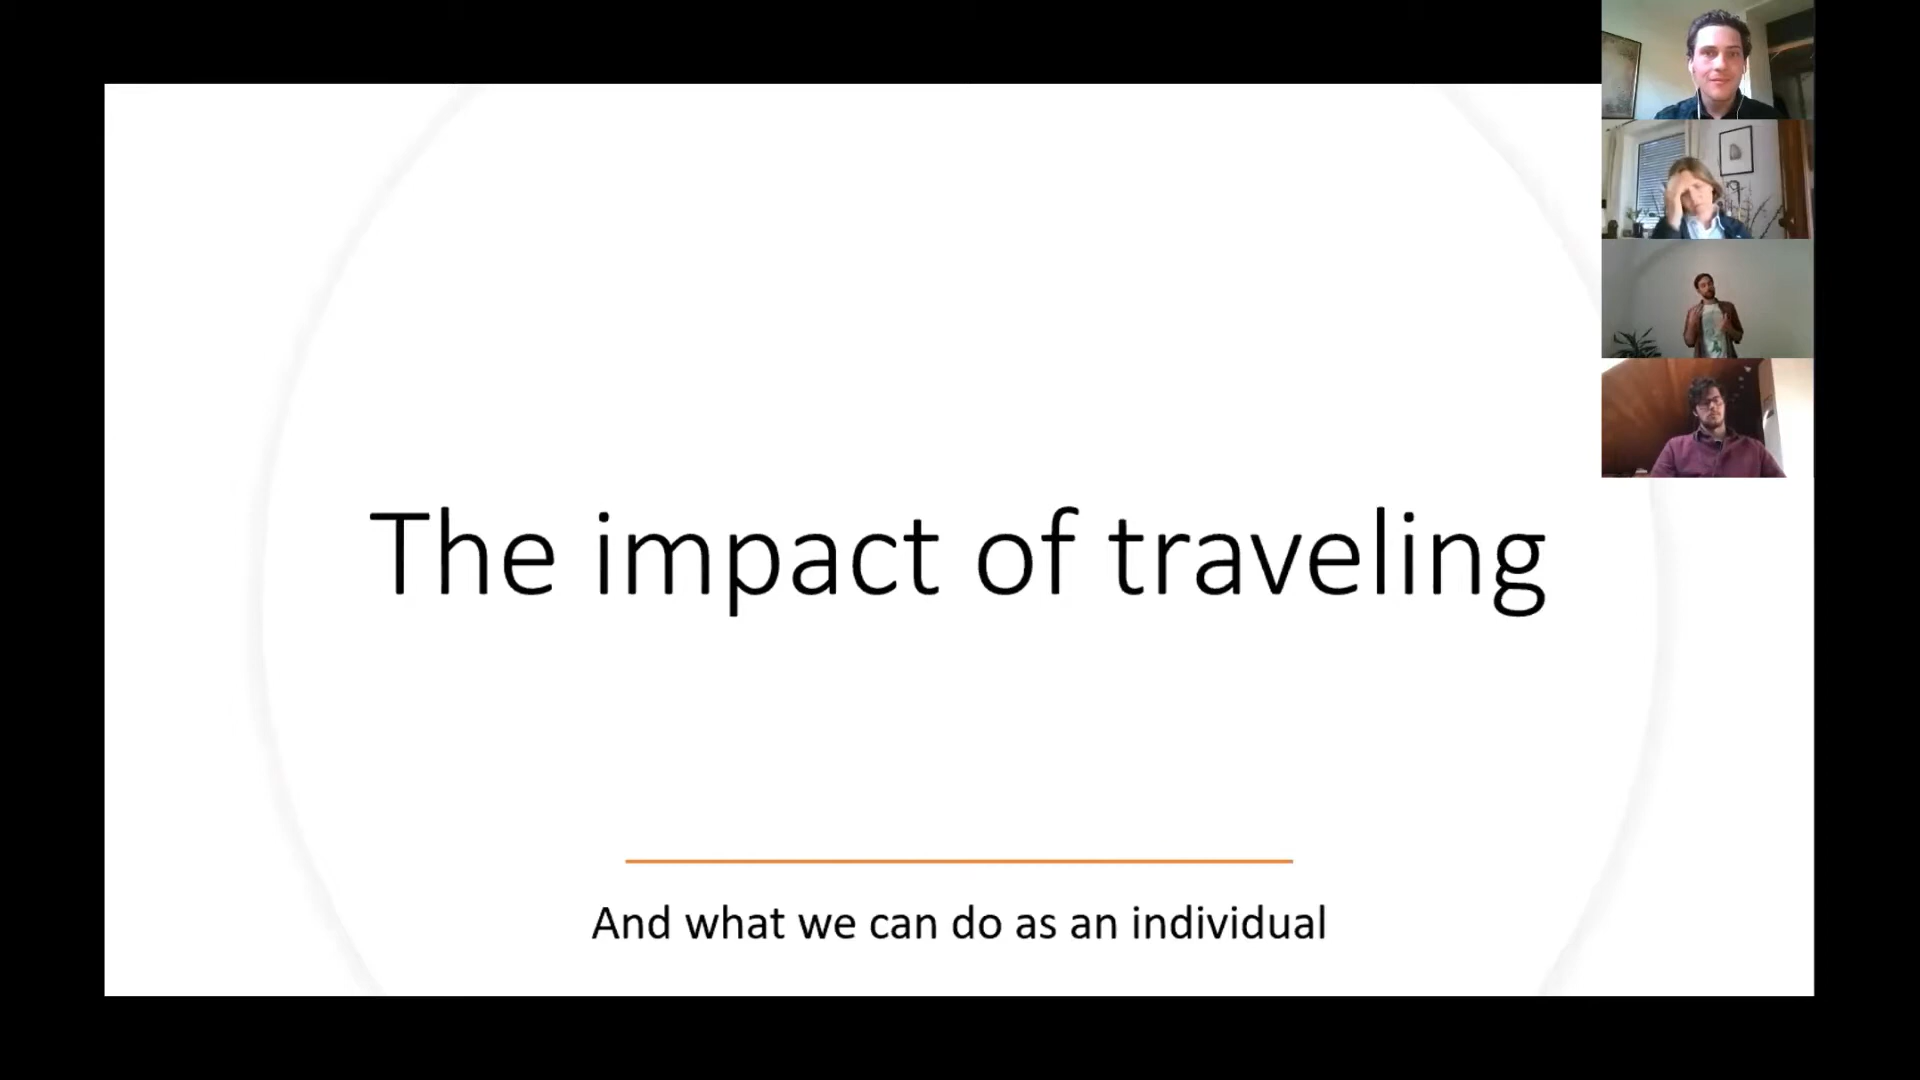 The impact of traveling
And what we can do as an individual